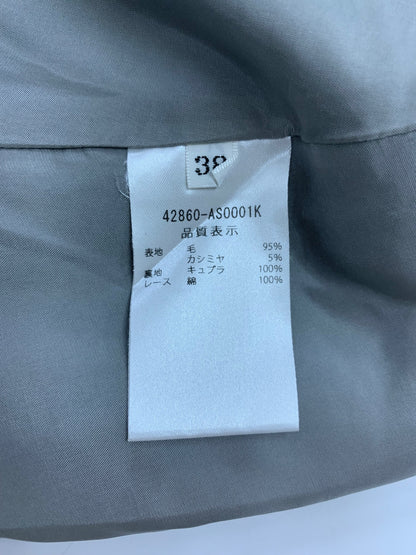 38
42860-AS0001K
品質表示
表地 毛 95%
カシミヤ 5%
裏地 キュプラ 100%
レース 綿 100%